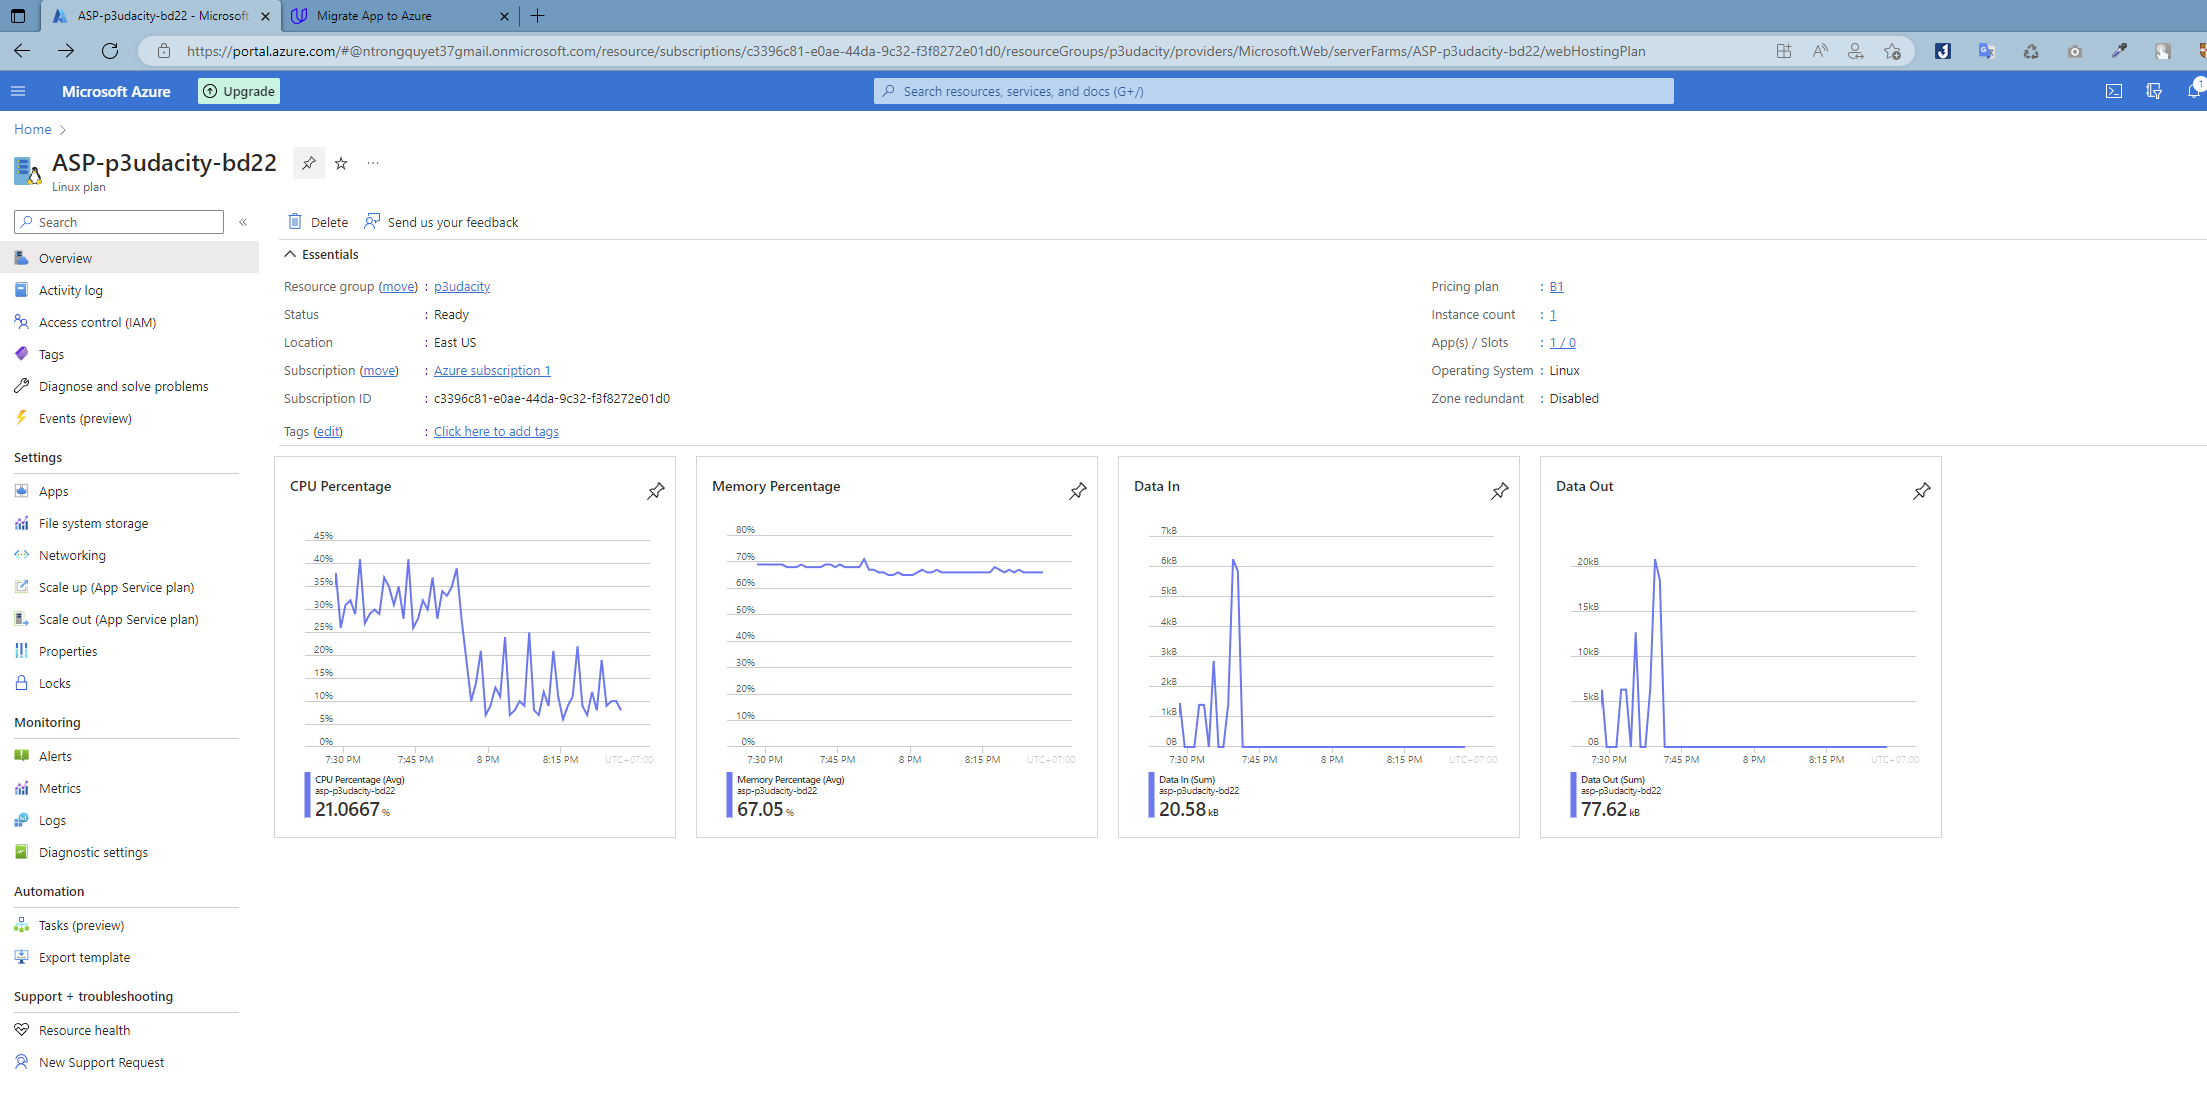 ASP-p3udacity-bd22 - Microsoft
Migrate App to Azure
https://portal.azure.com/#@ntrongquyet37gmail.onmicrosoft.com/resource/subscriptions/c3396c81-e0ae-44da-9c32-f3f8272e01d0/resourceGroups/p3udacity/providers/Microsoft.Web/serverFarms/ASP-p3udacity-bd22/webHostingPlan
Microsoft Azure
Upgrade
Search resources, services, and docs (G+/)
1
Home
ASP-p3udacity-bd22
Linux plan
Search
Overview
Activity log
Access control (IAM)
Tags
Diagnose and solve problems
Events (preview)
Settings
Apps
File system storage
Networking
Scale up (App Service plan)
Scale out (App Service plan)
Properties
Locks
Monitoring
Alerts
Metrics
Logs
Diagnostic settings
Automation
Tasks (preview)
Export template
Support + troubleshooting
Resource health
New Support Request
Delete
Send us your feedback
Essentials
Resource group (move) : p3udacity
Status : Ready
Location : East US
Subscription (move) : Azure subscription 1
Subscription ID : c3396c81-e0ae-44da-9c32-f3f8272e01d0
Tags (edit) : Click here to add tags
Pricing plan : B1
Instance count : 1
App(s) / Slots : 1 / 0
Operating System : Linux
Zone redundant : Disabled
CPU Percentage
45%
40%
35%
30%
25%
20%
15%
10%
5%
0%
7:30 PM 7:45 PM 8 PM 8:15 PM UTC+07:00
CPU Percentage (Avg)
asp-p3udacity-bd22
21.0667 %
Memory Percentage
80%
70%
60%
50%
40%
30%
20%
10%
0%
7:30 PM 7:45 PM 8 PM 8:15 PM UTC+07:00
Memory Percentage (Avg)
asp-p3udacity-bd22
67.05 %
Data In
7kB
6kB
5kB
4kB
3kB
2kB
1kB
0B
7:30 PM 7:45 PM 8 PM 8:15 PM UTC+07:00
Data In (Sum)
asp-p3udacity-bd22
20.58 kB
Data Out
20kB
15kB
10kB
5kB
0B
7:30 PM 7:45 PM 8 PM 8:15 PM UTC+07:00
Data Out (Sum)
asp-p3udacity-bd22
77.62 kB